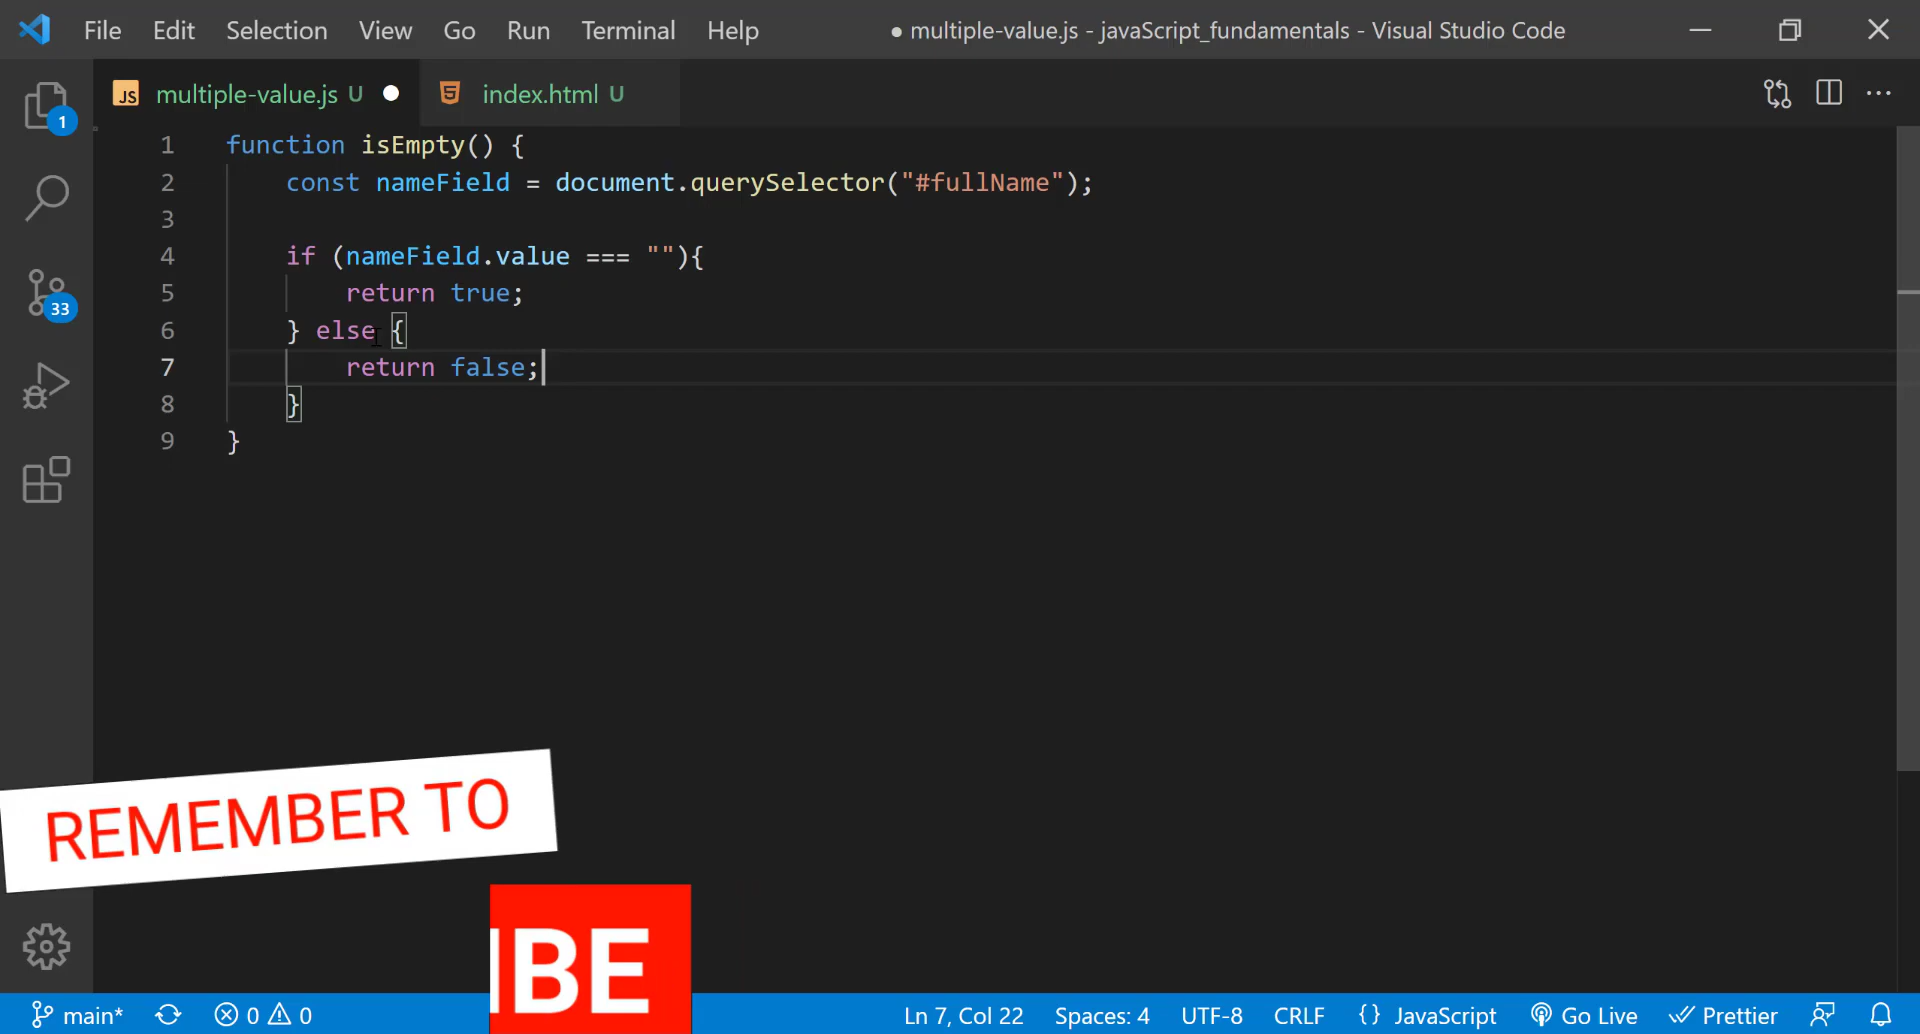 File Edit Selection View Go Run Terminal Help ● multiple-value.js - javaScript_fundamentals - Visual Studio Code
JS multiple-value.js U ● 5 index.html U
1
1 function isEmpty() {
2 const nameField = document.querySelector("#fullName");
3
4 if (nameField.value === ""){
5 return true;
6 } else {
7 return false;
8 }
9 }
33
REMEMBER TO
IBE
main* 0 0 Ln 7, Col 22 Spaces: 4 UTF-8 CRLF {} JavaScript Go Live Prettier